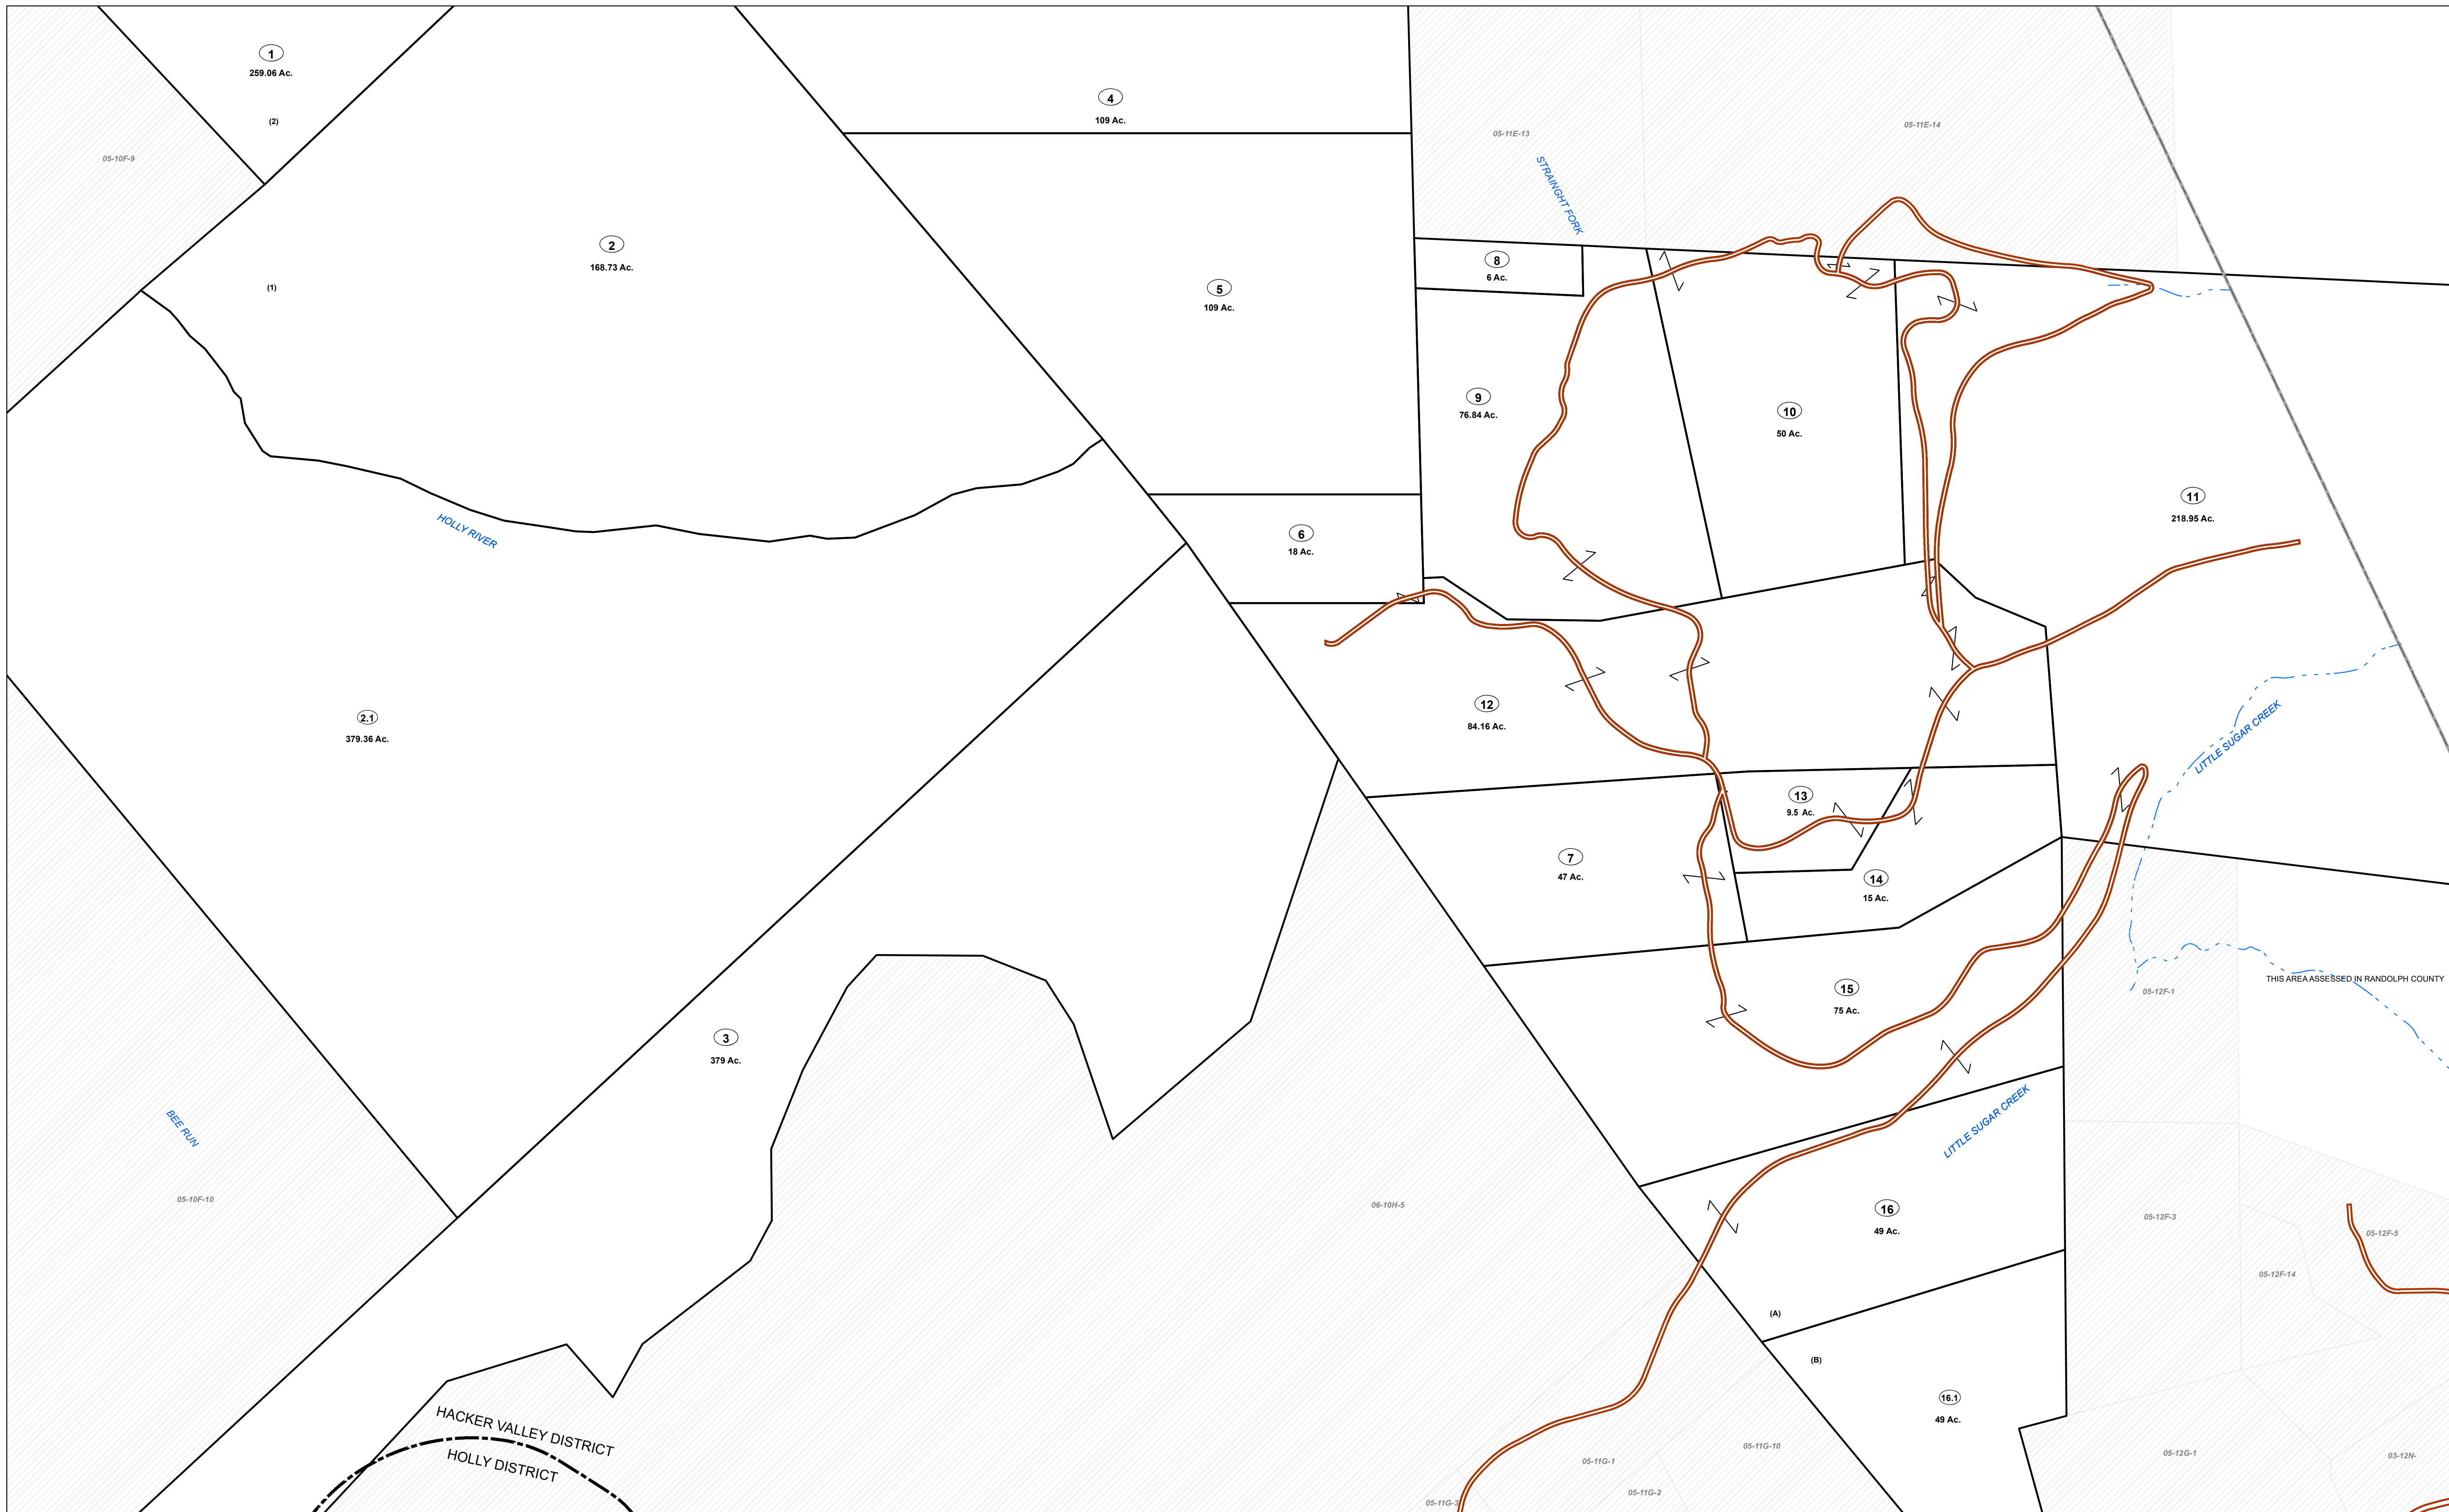 1
259.06 Ac.
(2)
4
109 Ac.
05-10F-9
05-11E-13
05-11E-14
STRAINGHT FORK
2
168.73 Ac.
(1)
5
109 Ac.
8
6 Ac.
9
76.84 Ac.
10
50 Ac.
11
218.95 Ac.
HOLLY RIVER
6
18 Ac.
2.1
379.36 Ac.
12
84.16 Ac.
LITTLE SUGAR CREEK
13
9.5 Ac.
7
47 Ac.
14
15 Ac.
THIS AREA ASSESSED IN RANDOLPH COUNTY
05-12F-1
15
75 Ac.
3
379 Ac.
BEE RUN
LITTLE SUGAR CREEK
05-10F-10
06-10H-5
16
49 Ac.
05-12F-3
05-12F-5
05-12F-14
(A)
(B)
16.1
49 Ac.
HACKER VALLEY DISTRICT
HOLLY DISTRICT
05-11G-10
05-11G-1
05-12G-1
03-12N-
05-11G-2
05-11G-3